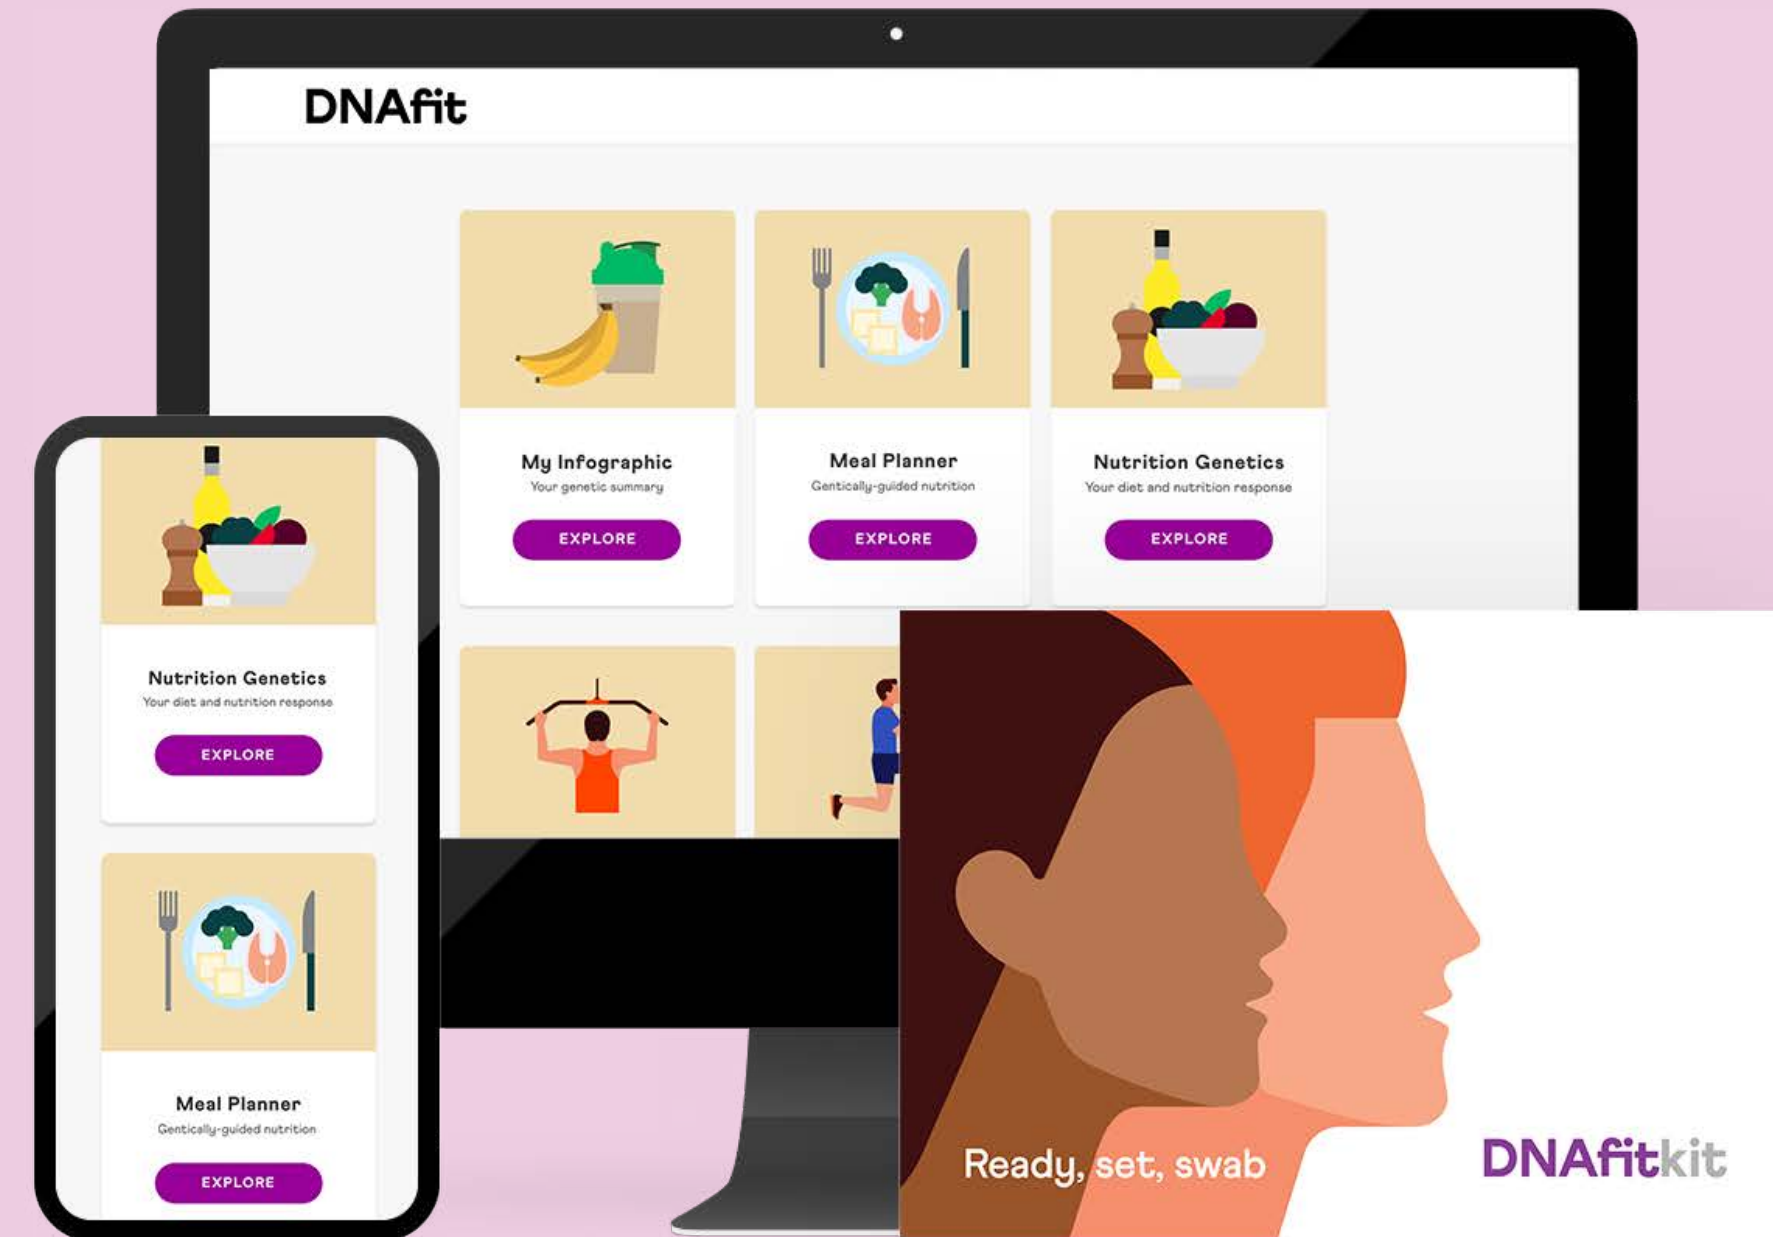 DNAfit
My Infographic
Your genetic summary
EXPLORE
Meal Planner
Gentically-guided nutrition
EXPLORE
Nutrition Genetics
Your diet and nutrition response
EXPLORE
Nutrition Genetics
Your diet and nutrition response
EXPLORE
Meal Planner
Gentically-guided nutrition
EXPLORE
Ready, set, swab
DNAfitkit